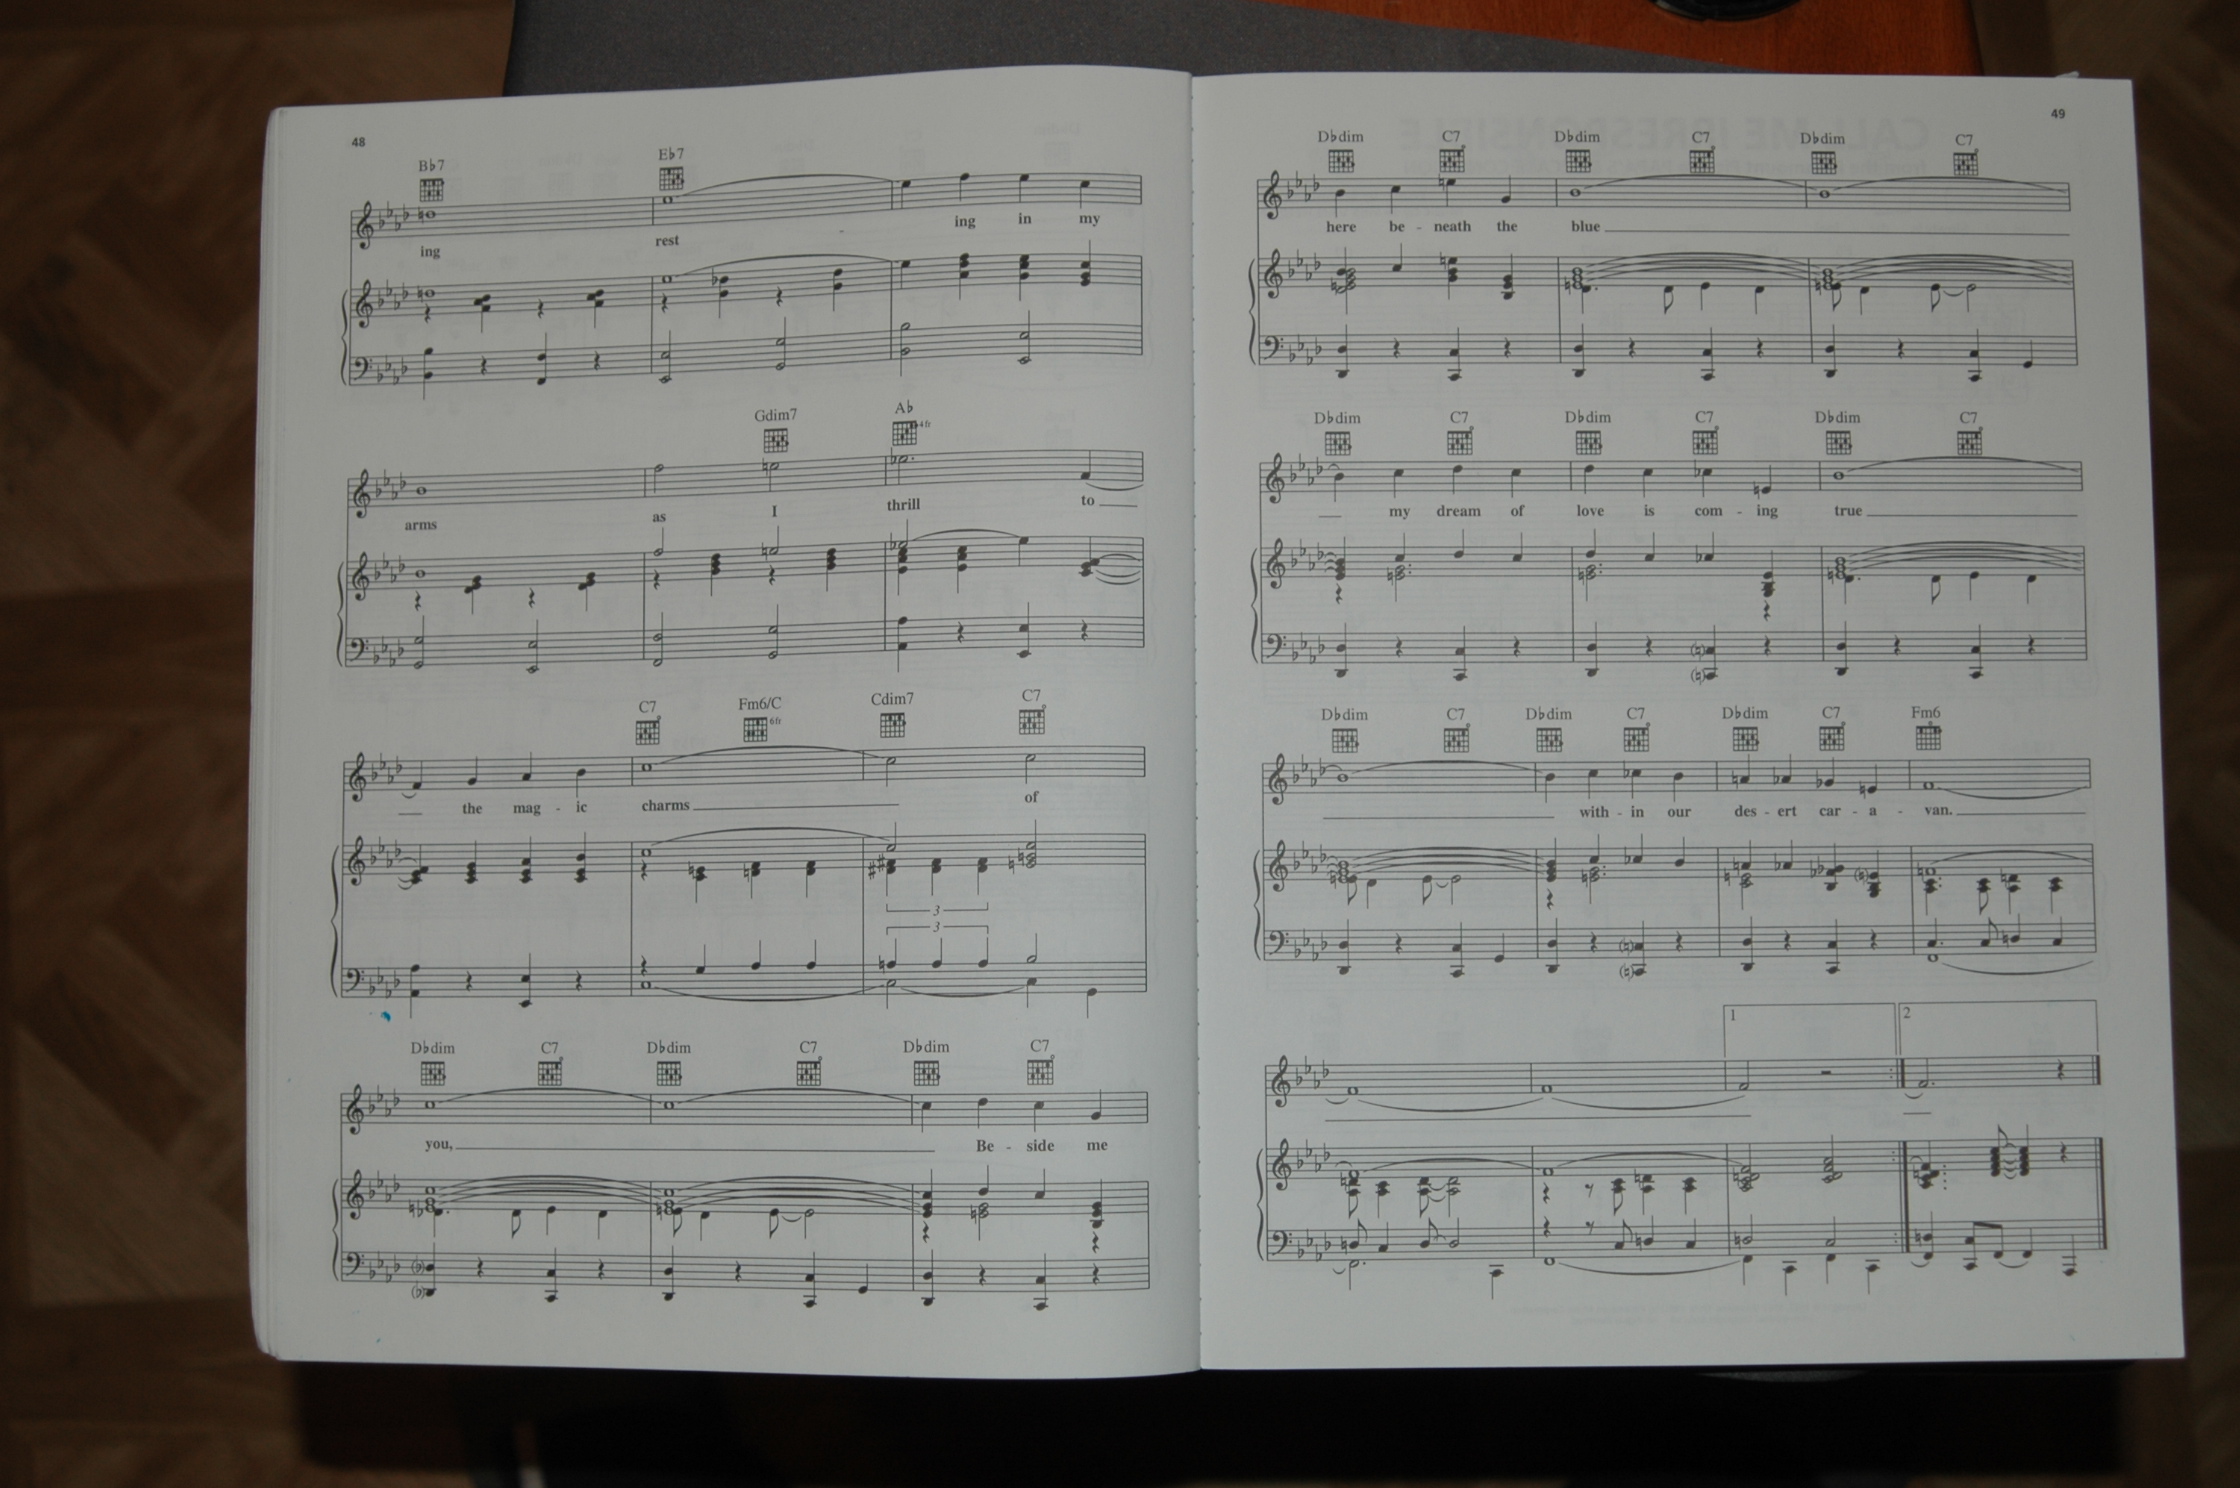 48
B♭7 E♭7
ing rest ing in my
Gdim7 A♭ 4fr
arms as I thrill to
C7 Fm6/C 6fr Cdim7 C7
the mag - ic charms of
3
3
D♭dim C7 D♭dim C7 D♭dim C7
you, Be - side me
49
D♭dim C7 D♭dim C7 D♭dim C7
here be - neath the blue
D♭dim C7 D♭dim C7 D♭dim C7
my dream of love is com - ing true
D♭dim C7 D♭dim C7 D♭dim C7 Fm6
with - in our des - ert car - a - van.
1 2